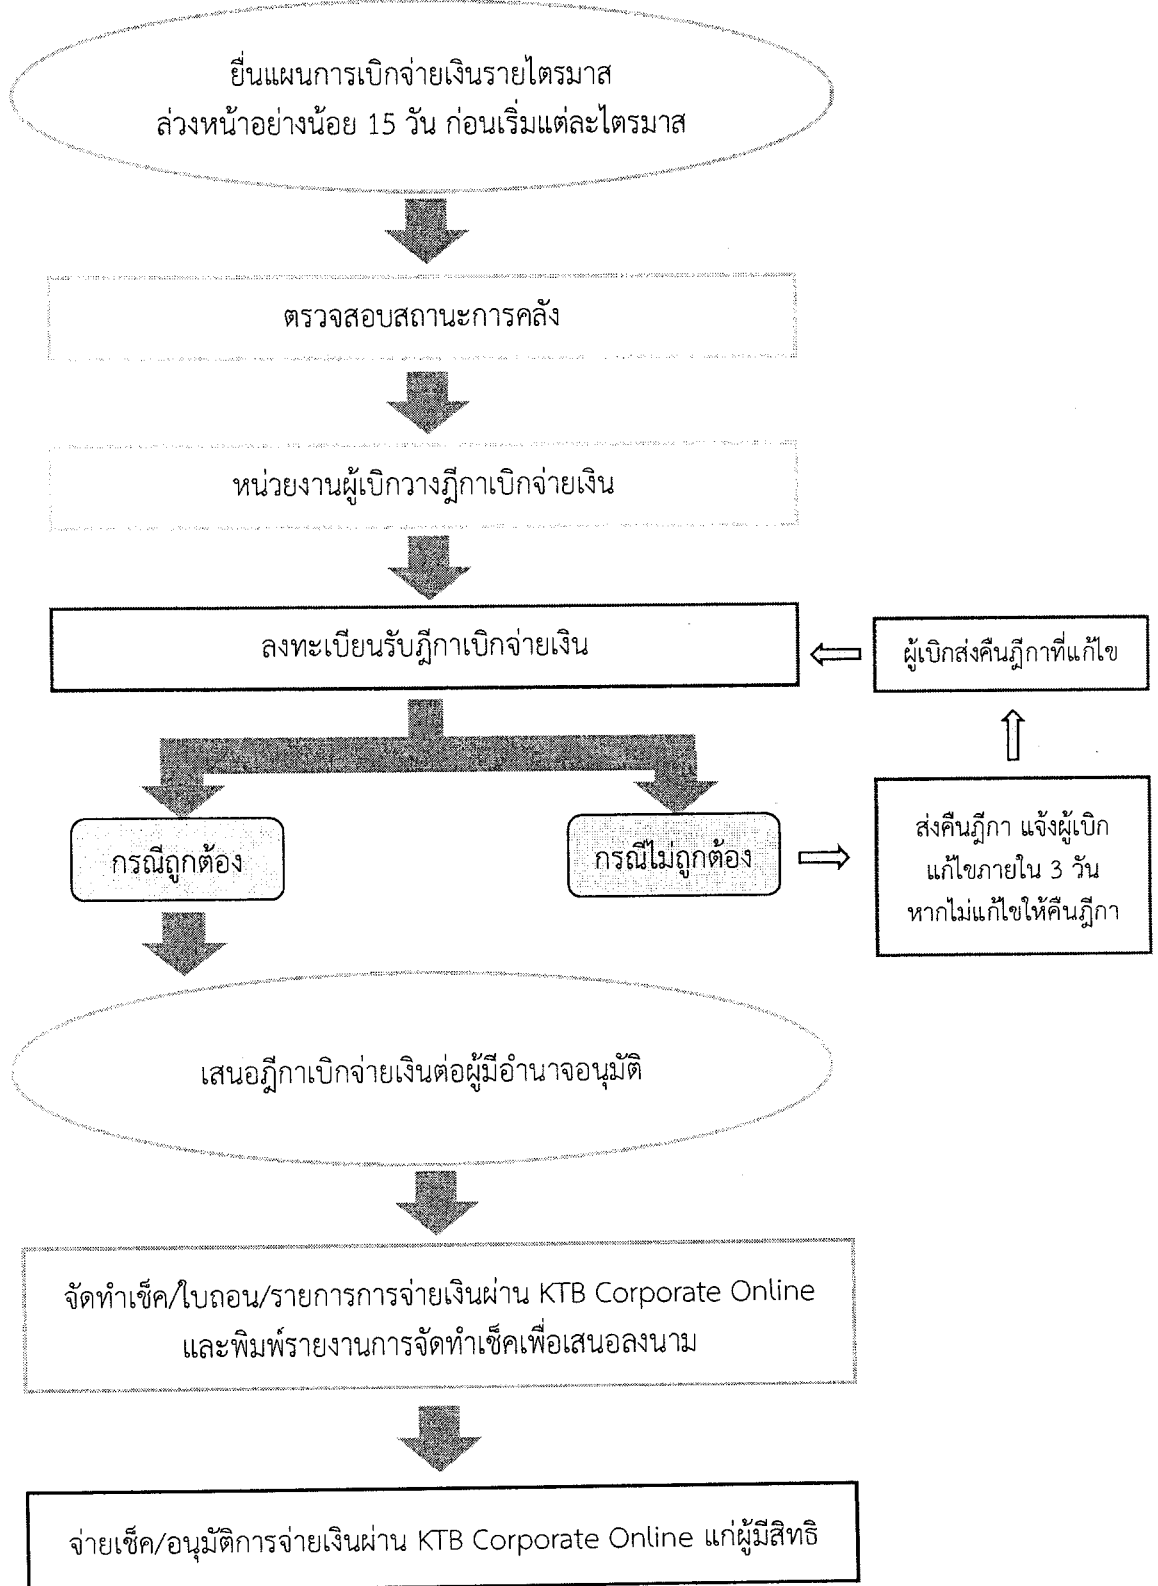 ยื่นแผนการเบิกจ่ายเงินรายไตรมาส
ล่วงหน้าอย่างน้อย 15 วัน ก่อนเริ่มแต่ละไตรมาส
ตรวจสอบสถานะการคลัง
หน่วยงานผู้เบิกวางฎีกาเบิกจ่ายเงิน
ลงทะเบียนรับฎีกาเบิกจ่ายเงิน
ผู้เบิกส่งคืนฎีกาที่แก้ไข
กรณีถูกต้อง
กรณีไม่ถูกต้อง
ส่งคืนฎีกา แจ้งผู้เบิก
แก้ไขภายใน 3 วัน
หากไม่แก้ไขให้คืนฎีกา
เสนอฎีกาเบิกจ่ายเงินต่อผู้มีอำนาจอนุมัติ
จัดทำเช็ค/ใบถอน/รายการการจ่ายเงินผ่าน KTB Corporate Online
และพิมพ์รายงานการจัดทำเช็คเพื่อเสนอลงนาม
จ่ายเช็ค/อนุมัติการจ่ายเงินผ่าน KTB Corporate Online แก่ผู้มีสิทธิ